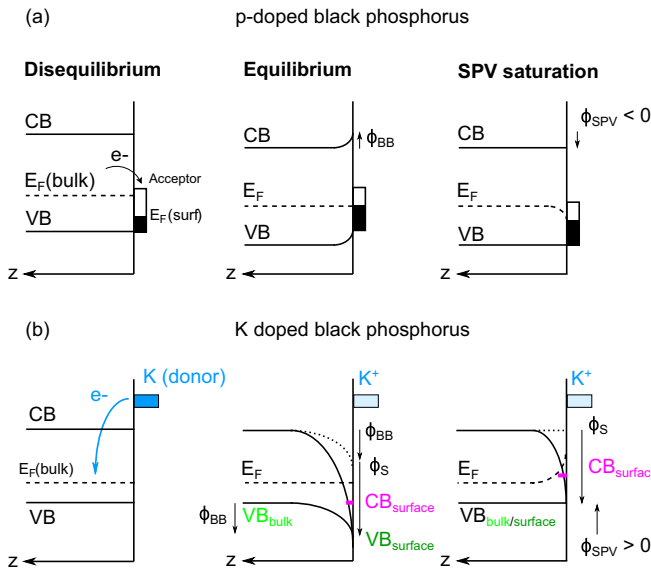 (a) p-doped black phosphorus
Disequilibrium
Equilibrium
SPV saturation
CB
e-
E_F(bulk)
Acceptor
E_F(surf)
VB
z
CB
ϕ_BB
E_F
VB
z
CB
ϕ_SPV < 0
E_F
VB
z
(b) K doped black phosphorus
K (donor)
e-
CB
E_F(bulk)
VB
z
K⁺
ϕ_BB
ϕ_S
E_F
CB_surface
ϕ_BB
VB_bulk
VB_surface
z
K⁺
ϕ_S
E_F
CB_surfac
VB_bulk/surface
ϕ_SPV > 0
z